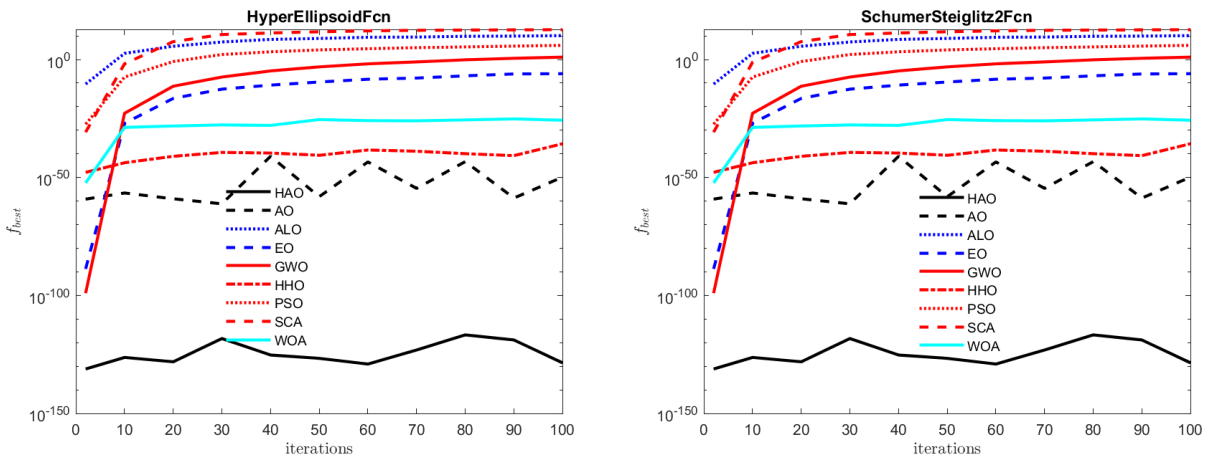 HyperEllipsoidFcn
10^0
10^-50
10^-100
10^-150
f_best
HAO
AO
ALO
EO
GWO
HHO
PSO
SCA
WOA
0 10 20 30 40 50 60 70 80 90 100
iterations
SchumerSteiglitz2Fcn
10^0
10^-50
10^-100
10^-150
f_best
HAO
AO
ALO
EO
GWO
HHO
PSO
SCA
WOA
0 10 20 30 40 50 60 70 80 90 100
iterations